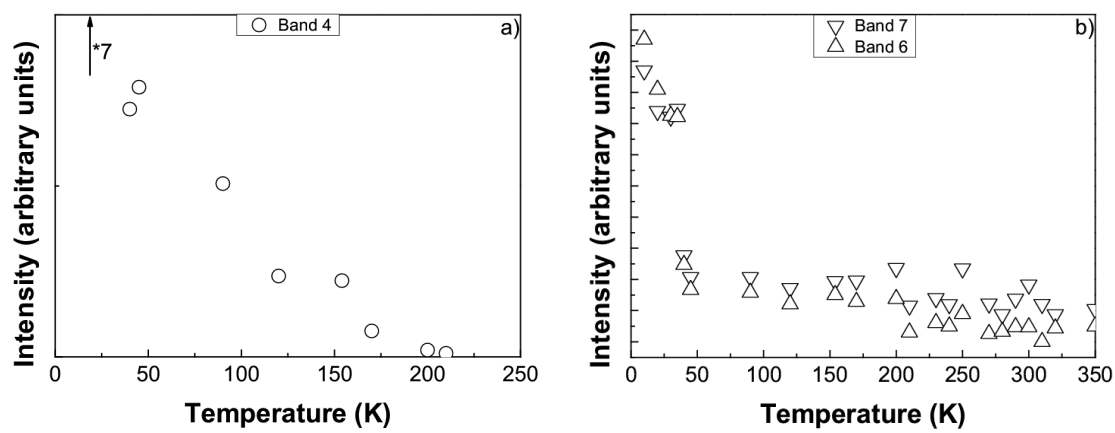 Band 4
a)
*7
Intensity (arbitrary units)
0 50 100 150 200 250
Temperature (K)
Band 7
Band 6
b)
Intensity (arbitrary units)
0 50 100 150 200 250 300 350
Temperature (K)